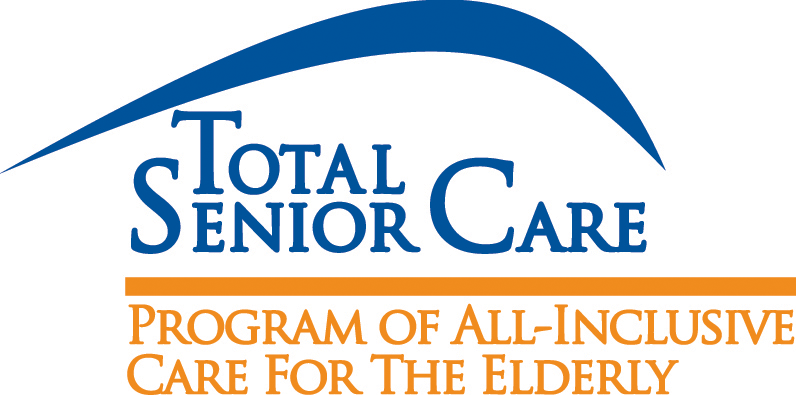 Total
Senior Care
Program of All-Inclusive
Care For The Elderly